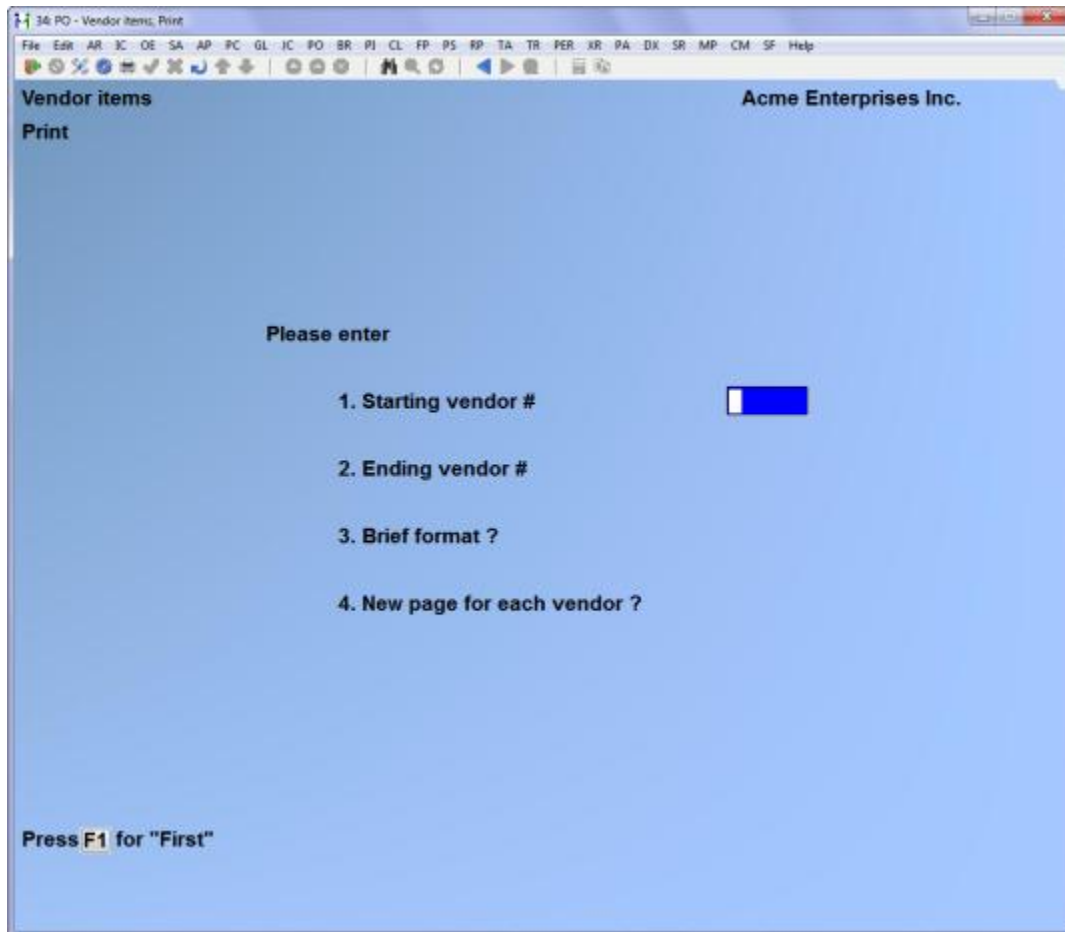 34: PO - Vendor items, Print
File Edit AR IC OE SA AP PC GL JC PO BR PI CL FP PS RP TA TR PER XR PA DX SR MP CM SF Help
Vendor items Acme Enterprises Inc.
Print
Please enter
1. Starting vendor #
2. Ending vendor #
3. Brief format ?
4. New page for each vendor ?
Press F1 for "First"